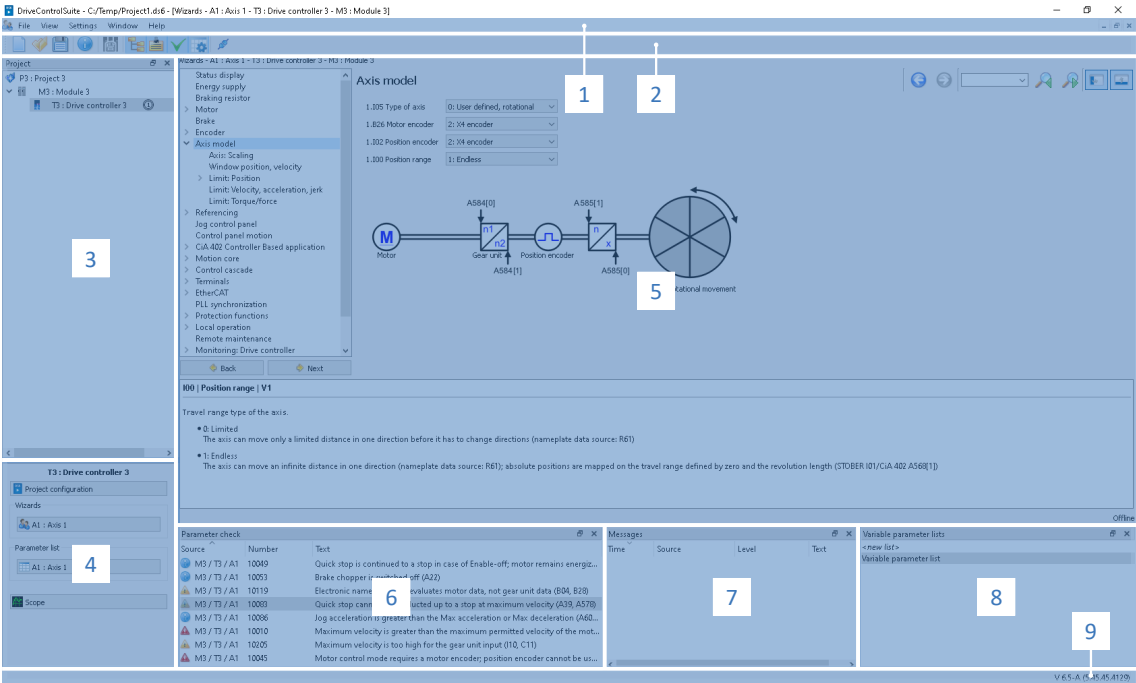 DriveControlSuite - C:/Temp/Project1.ds6 - [Wizards - A1 : Axis 1 - T3 : Drive controller 3 - M3 : Module 3]
File View Settings Window Help
1
2
Project
P3 : Project 3
M3 : Module 3
T3 : Drive controller 3
3
Wizards - A1 : Axis 1 - T3 : Drive controller 3 - M3 : Module 3
Status display
Energy supply
Braking resistor
Motor
Brake
Encoder
Axis model
Axis: Scaling
Window position, velocity
Limit: Position
Limit: Velocity, acceleration, jerk
Limit: Torque/force
Referencing
Jog control panel
Control panel motion
CiA 402 Controller Based application
Motion core
Control cascade
Terminals
EtherCAT
PLL synchronization
Protection functions
Local operation
Remote maintenance
Monitoring: Drive controller
Back
Next
Axis model
1.I05 Type of axis 0: User defined, rotational
1.B26 Motor encoder 2: X4 encoder
1.I02 Position encoder 2: X4 encoder
1.I00 Position range 1: Endless
A584[0]
A585[1]
M
n1
n2
n
x
Motor
Gear unit
Position encoder
A584[1]
A585[0]
5
movement
I00 | Position range | V1
Travel range type of the axis.
• 0: Limited
The axis can move only a limited distance in one direction before it has to change directions (nameplate data source: R61)
• 1: Endless
The axis can move an infinite distance in one direction (nameplate data source: R61); absolute positions are mapped on the travel range defined by zero and the revolution length (STOBER I01/CiA 402 A568[1])
Offline
T3 : Drive controller 3
Project configuration
Wizards
A1 : Axis 1
Parameter list
A1 : Axis 1
4
Scope
Parameter check
Source Number Text
M3 / T3 / A1 10049 Quick stop is continued to a stop in case of Enable-off; motor remains energiz...
M3 / T3 / A1 10053 Brake chopper is switched off (A22)
M3 / T3 / A1 10119 Electronic name evaluates motor data, not gear unit data (B04, B28)
M3 / T3 / A1 10083 Quick stop up to a stop at maximum velocity (A39, A578)
M3 / T3 / A1 10086 Jog acceleration is greater than the Max acceleration or Max deceleration (A60...
M3 / T3 / A1 10010 Maximum velocity is greater than the maximum permitted velocity of the mot...
M3 / T3 / A1 10205 Maximum velocity is too high for the gear unit input (I10, C11)
M3 / T3 / A1 10045 Motor control mode requires a motor encoder; position encoder cannot be us...
6
Messages
Time Source Level Text
7
Variable parameter lists
<new list>
Variable parameter list
8
9
V 6.5-A